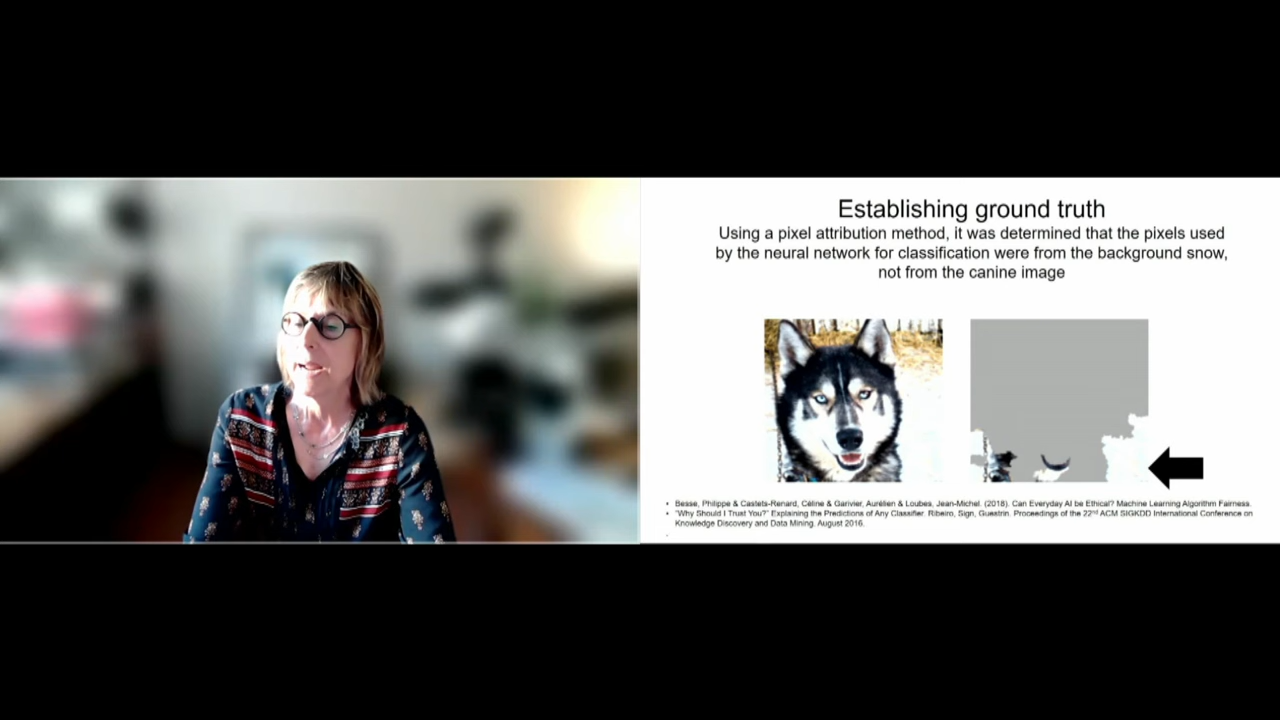 Establishing ground truth
Using a pixel attribution method, it was determined that the pixels used
by the neural network for classification were from the background snow,
not from the canine image
• Besse, Philippe & Castets-Renard, Céline & Garivier, Aurélien & Loubes, Jean-Michel. (2018). Can Everyday AI be Ethical? Machine Learning Algorithm Fairness.
• "Why Should I Trust You?" Explaining the Predictions of Any Classifier. Ribeiro, Sign, Guestrin. Proceedings of the 22nd ACM SIGKDD International Conference on
Knowledge Discovery and Data Mining. August 2016.